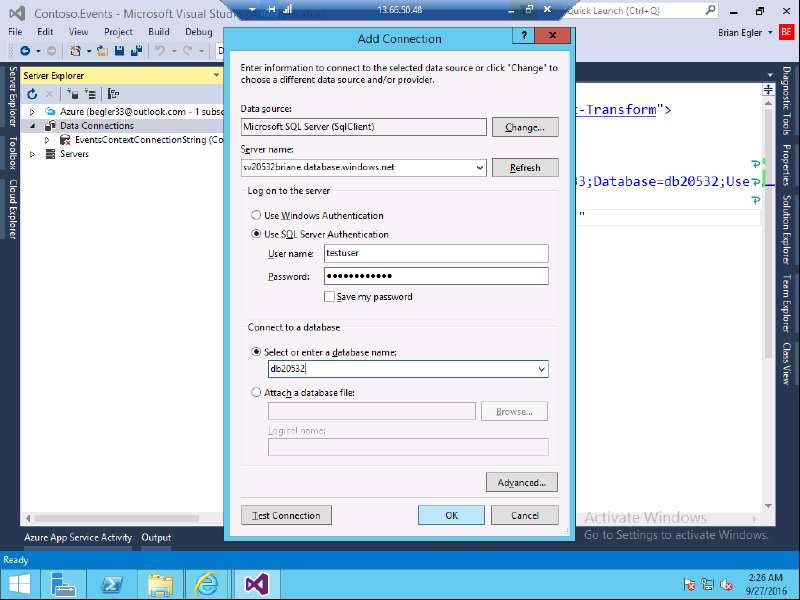 Contoso.Events - Microsoft Visual Stud
13.66.50.48
Quick Launch (Ctrl+Q)
File Edit View Project Build Debug
Brian Egler BE
Server Explorer
Azure (begler33@outlook.com - 1 subsc
Data Connections
EventsContextConnectionString (Co
Servers
Server Explorer
Toolbox
Cloud Explorer
Add Connection
Enter information to connect to the selected data source or click "Change" to
choose a different data source and/or provider.
Data source:
Microsoft SQL Server (SqlClient)
Change...
Server name:
sv20532briane.database.windows.net
Refresh
Log on to the server
Use Windows Authentication
Use SQL Server Authentication
User name: testuser
Password: ●●●●●●●●●●●●
Save my password
Connect to a database
Select or enter a database name:
db20532
Attach a database file:
Browse...
Logical name:
Advanced...
Test Connection OK Cancel
t-Transform">
33;Database=db20532;Use
"
Diagnostic Tools
Properties
Solution Explorer
Team Explorer
Class View
Activate Windows
Go to Settings to activate Windows.
Azure App Service Activity Output
Ready
2:26 AM
9/27/2016